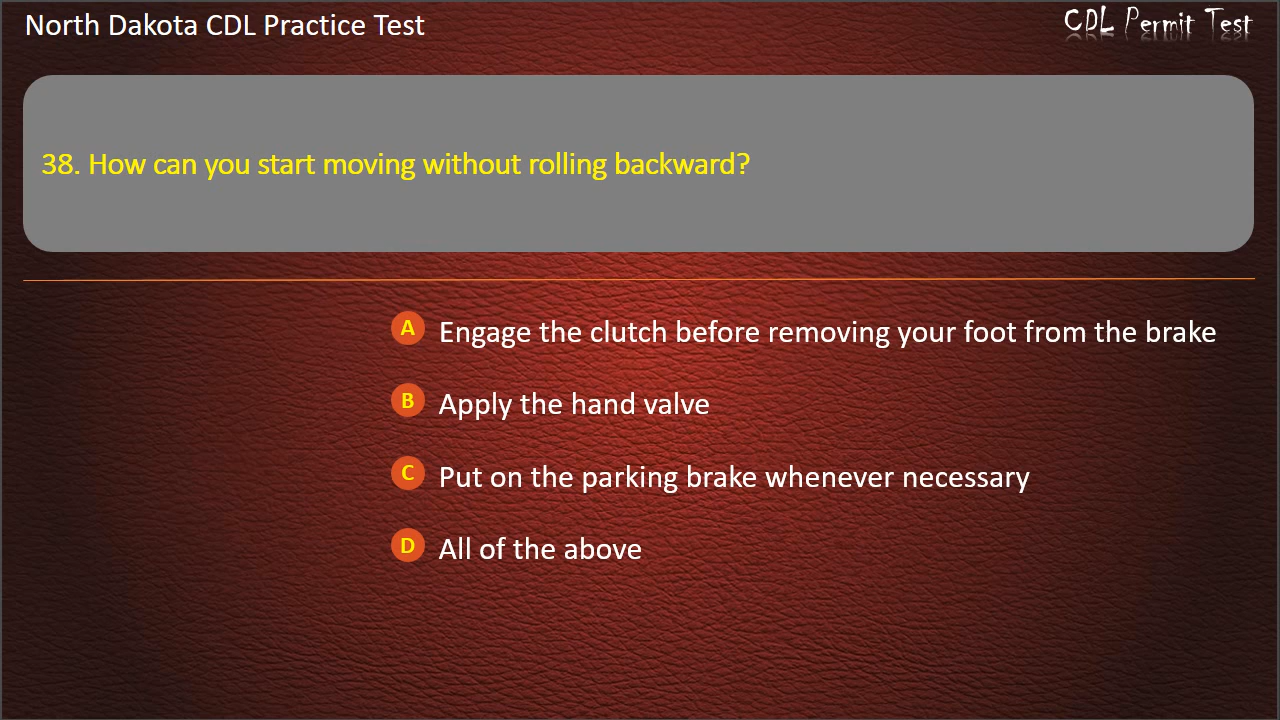 North Dakota CDL Practice Test
CDL Permit Test
38. How can you start moving without rolling backward?
A Engage the clutch before removing your foot from the brake
B Apply the hand valve
C Put on the parking brake whenever necessary
D All of the above